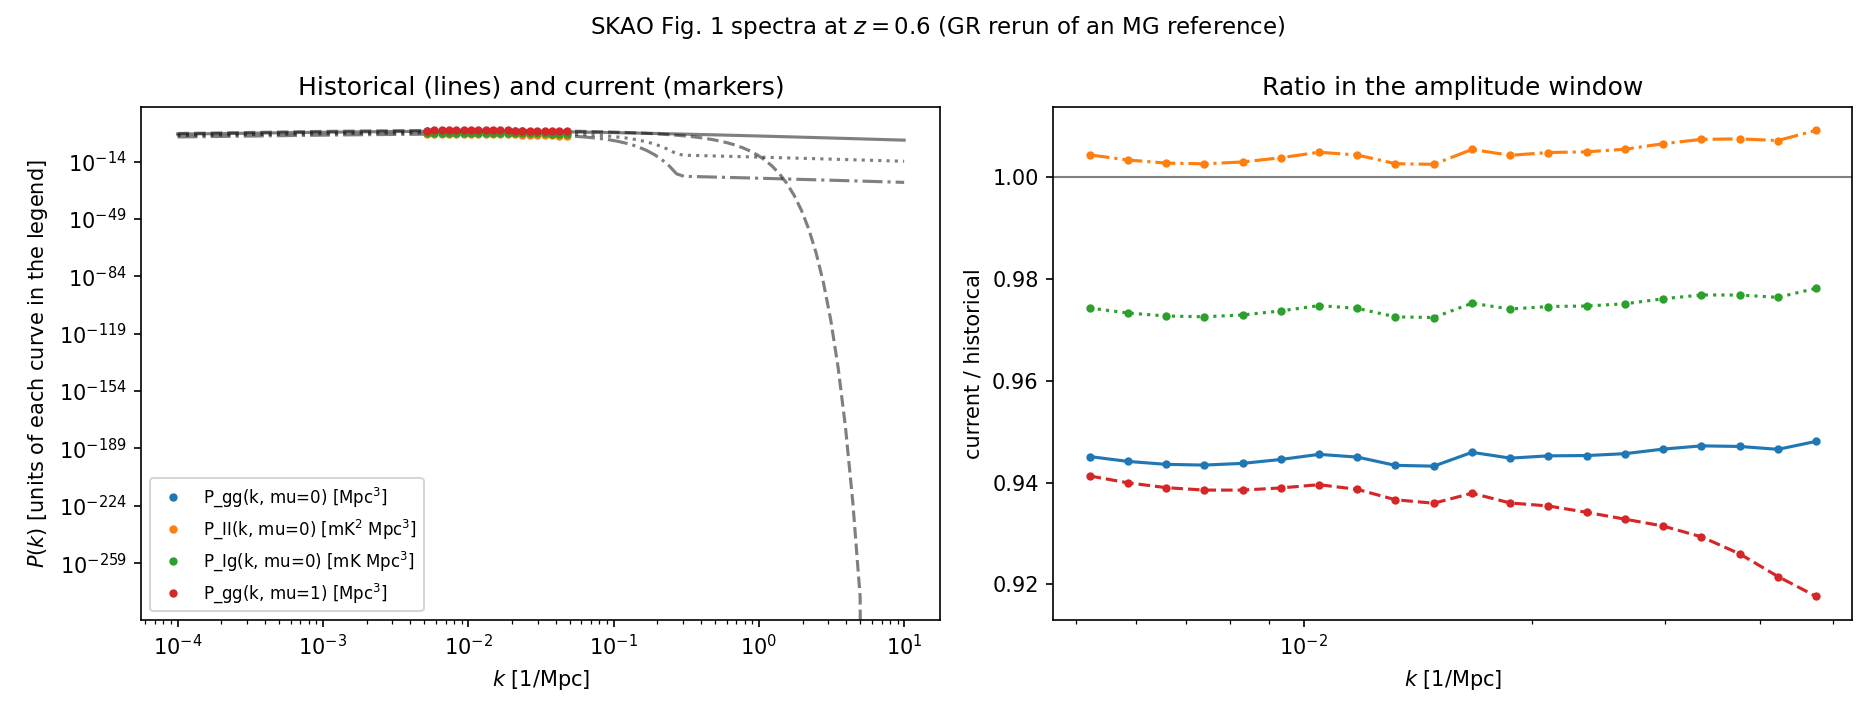 SKAO Fig. 1 spectra at z = 0.6 (GR rerun of an MG reference)
Historical (lines) and current (markers)
P(k) [units of each curve in the legend]
10^-14
10^-49
10^-84
10^-119
10^-154
10^-189
10^-224
10^-259
P_gg(k, mu=0) [Mpc^3]
P_II(k, mu=0) [mK^2 Mpc^3]
P_Ig(k, mu=0) [mK Mpc^3]
P_gg(k, mu=1) [Mpc^3]
10^-4 10^-3 10^-2 10^-1 10^0 10^1
k [1/Mpc]
Ratio in the amplitude window
current / historical
1.00
0.98
0.96
0.94
0.92
10^-2
k [1/Mpc]